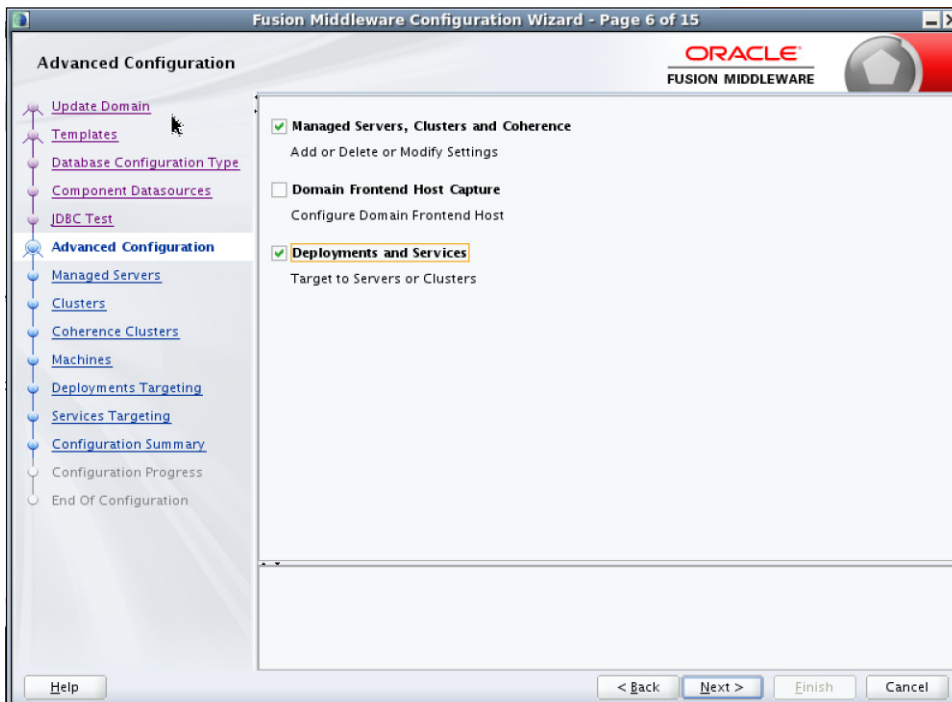 Fusion Middleware Configuration Wizard - Page 6 of 15
Advanced Configuration
ORACLE
FUSION MIDDLEWARE
Update Domain
Templates
Database Configuration Type
Component Datasources
JDBC Test
Advanced Configuration
Managed Servers
Clusters
Coherence Clusters
Machines
Deployments Targeting
Services Targeting
Configuration Summary
Configuration Progress
End Of Configuration
Managed Servers, Clusters and Coherence
Add or Delete or Modify Settings
Domain Frontend Host Capture
Configure Domain Frontend Host
Deployments and Services
Target to Servers or Clusters
Help
< Back
Next >
Finish
Cancel